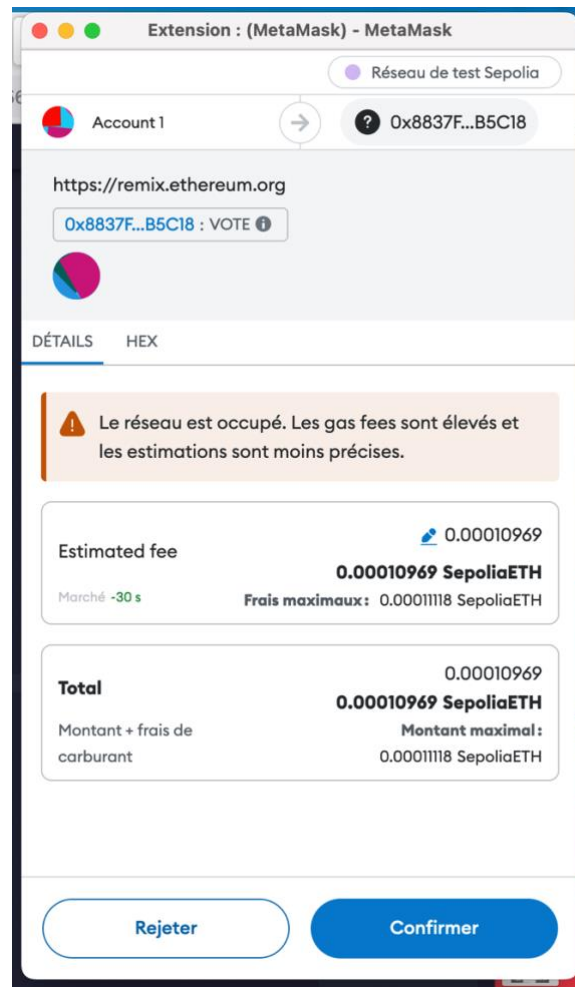 Extension : (MetaMask) - MetaMask
Réseau de test Sepolia
Account 1
0x8837F...B5C18
https://remix.ethereum.org
0x8837F...B5C18 : VOTE
DÉTAILS HEX
Le réseau est occupé. Les gas fees sont élevés et
les estimations sont moins précises.
Estimated fee
0.00010969
0.00010969 SepoliaETH
Marché -30 s
Frais maximaux : 0.00011118 SepoliaETH
Total
0.00010969
0.00010969 SepoliaETH
Montant + frais de
carburant
Montant maximal :
0.00011118 SepoliaETH
Rejeter
Confirmer